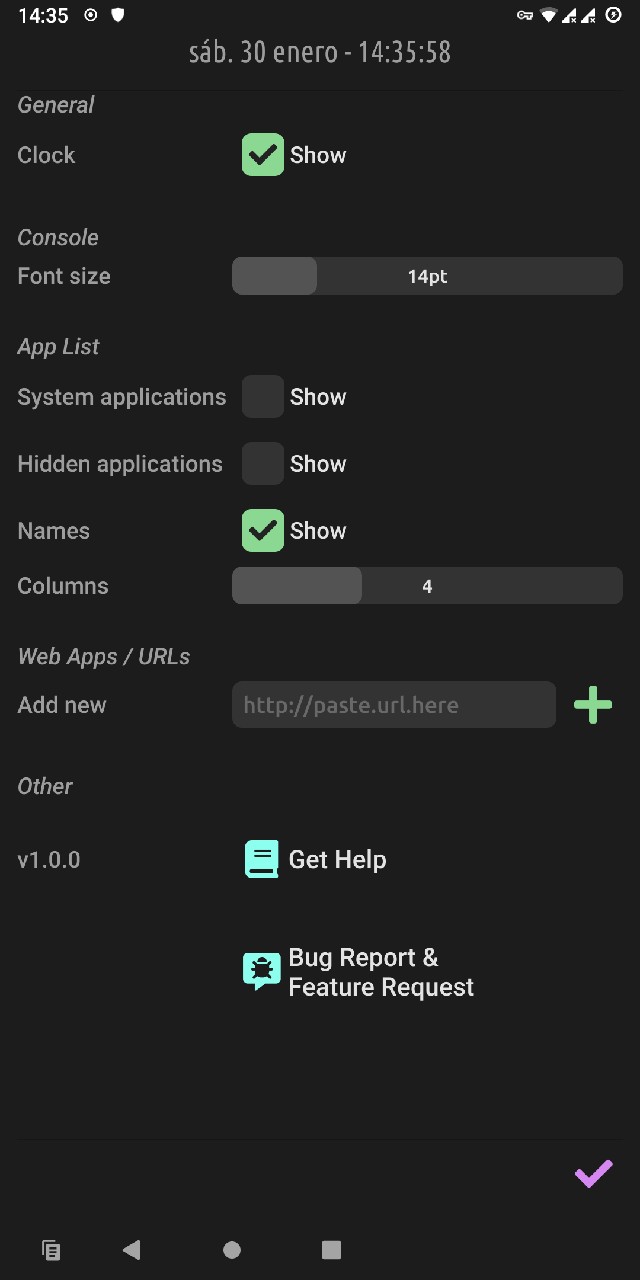 14:35
sáb. 30 enero - 14:35:58
General
Clock Show
Console
Font size 14pt
App List
System applications Show
Hidden applications Show
Names Show
Columns 4
Web Apps / URLs
Add new http://paste.url.here
Other
v1.0.0 Get Help
Bug Report &
Feature Request